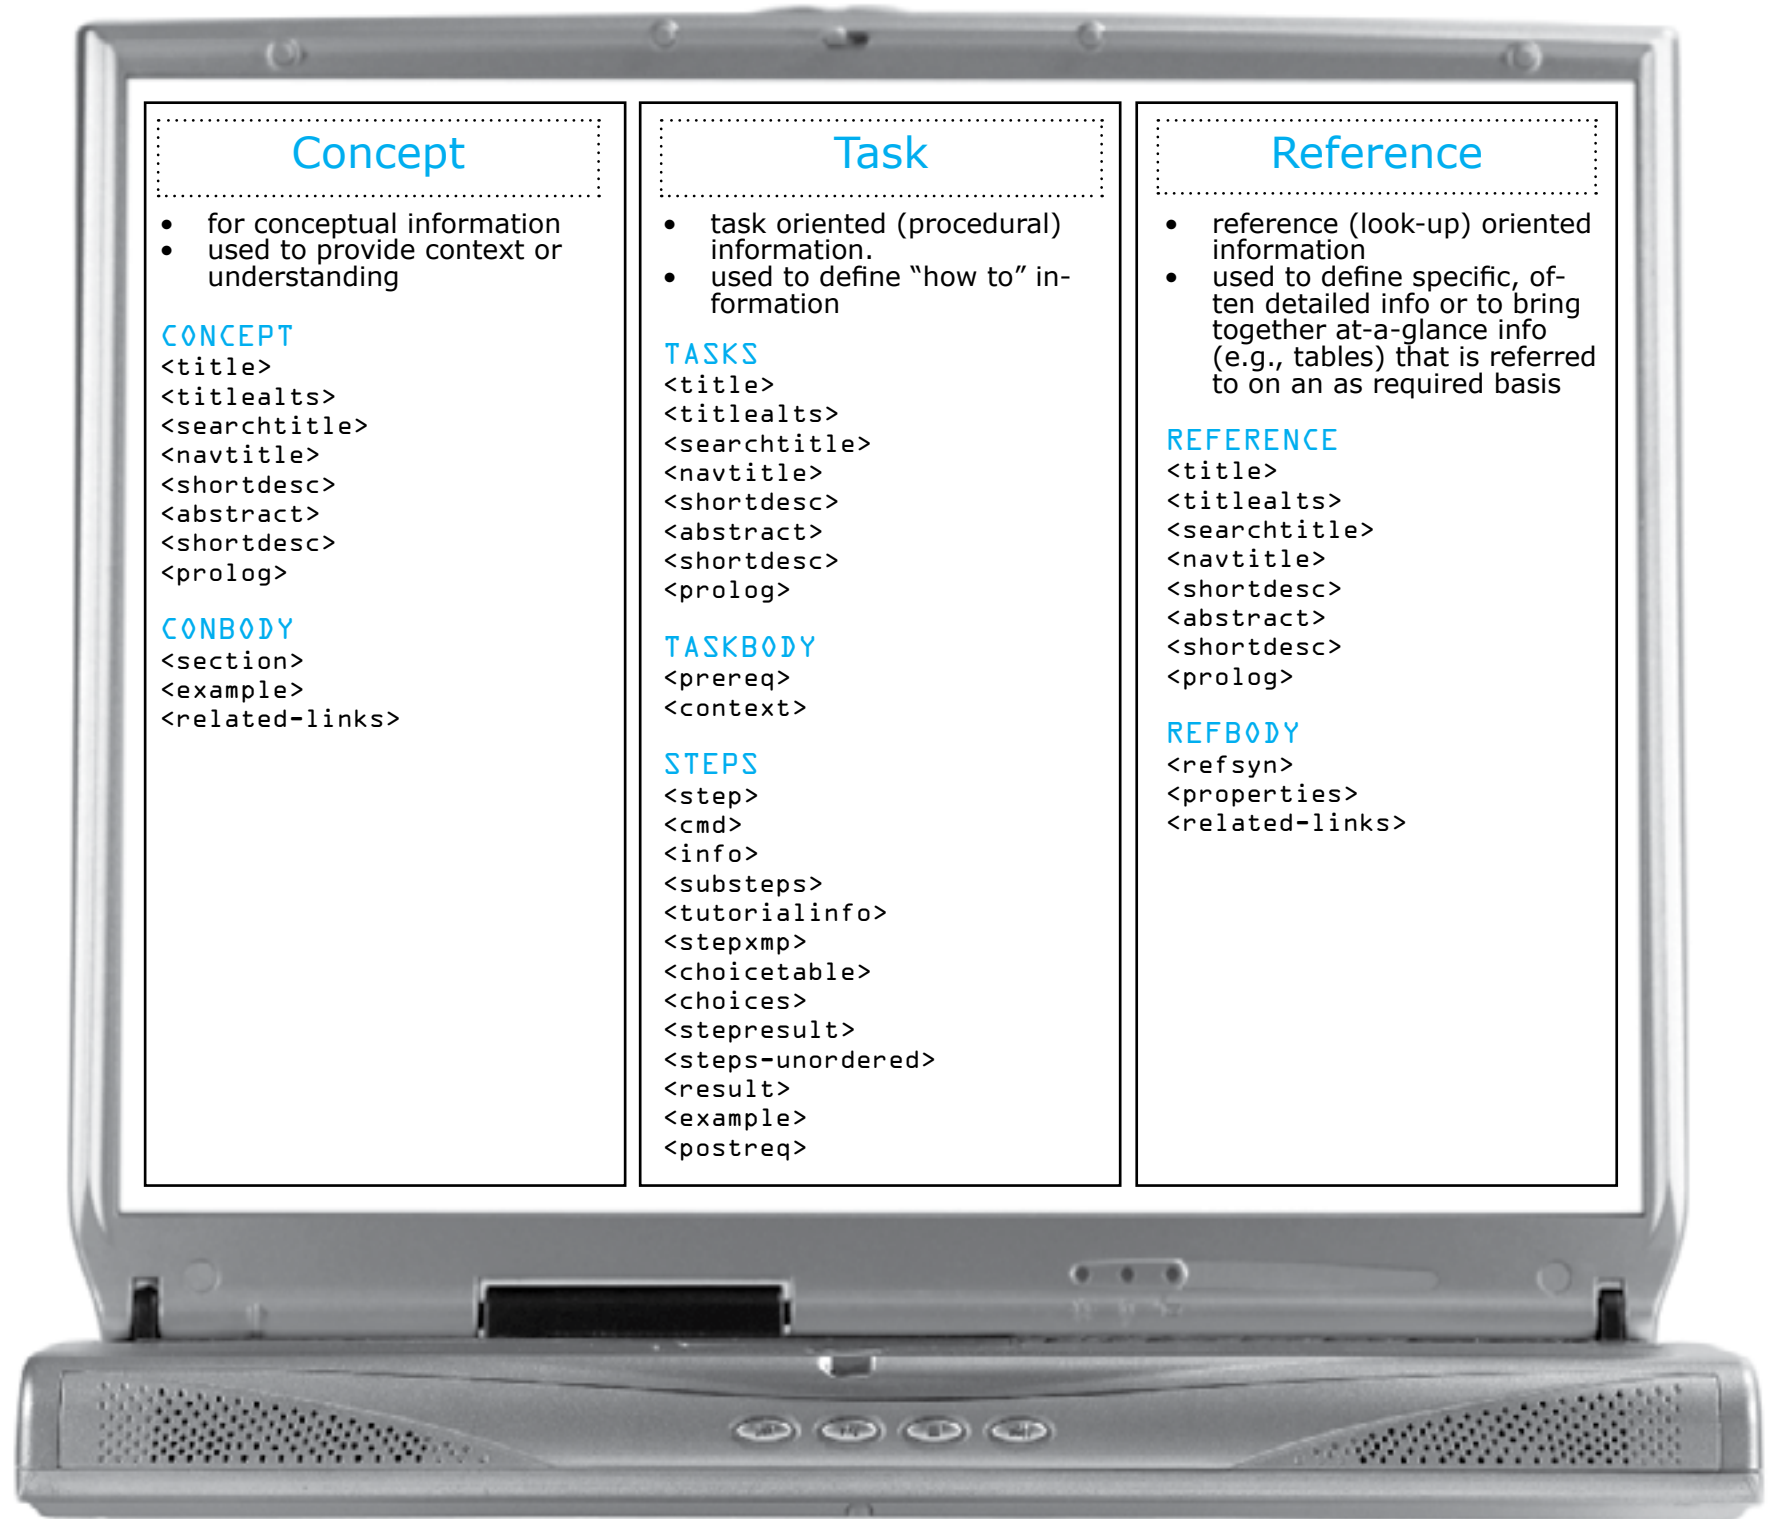 Concept
• for conceptual information
• used to provide context or
understanding
CONCEPT
<title>
<titlealts>
<searchtitle>
<navtitle>
<shortdesc>
<abstract>
<shortdesc>
<prolog>
CONBODY
<section>
<example>
<related-links>
Task
• task oriented (procedural)
information.
• used to define “how to” in-
formation
TASKS
<title>
<titlealts>
<searchtitle>
<navtitle>
<shortdesc>
<abstract>
<shortdesc>
<prolog>
TASKBODY
<prereq>
<context>
STEPS
<step>
<cmd>
<info>
<substeps>
<tutorialinfo>
<stepxmp>
<choicetable>
<choices>
<stepresult>
<steps-unordered>
<result>
<example>
<postreq>
Reference
• reference (look-up) oriented
information
• used to define specific, of-
ten detailed info or to bring
together at-a-glance info
(e.g., tables) that is referred
to on an as required basis
REFERENCE
<title>
<titlealts>
<searchtitle>
<navtitle>
<shortdesc>
<abstract>
<shortdesc>
<prolog>
REFBODY
<refsyn>
<properties>
<related-links>